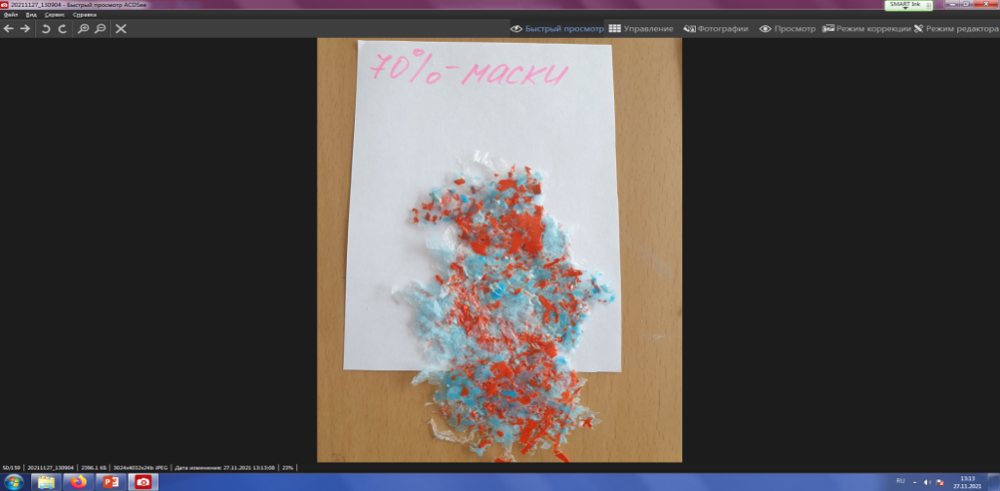 20211127_130904 - Быстрый просмотр ACDSee
SMART Ink
Файл Вид Сервис Справка
Быстрый просмотр Управление Фотографии Просмотр Режим коррекции Режим редактора
70%-маски
50/159 20211127_130904 2396.1 КБ 3024x4032x24b JPEG Дата изменения: 27.11.2021 13:13:08 23%
RU 13:13
27.11.2021